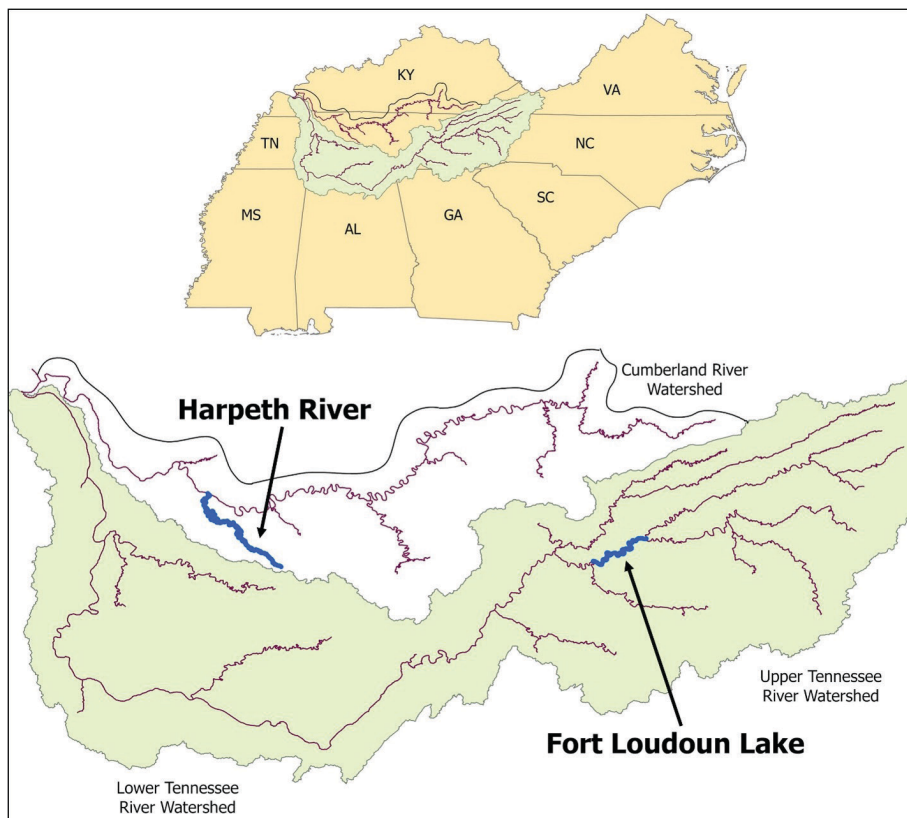 KY
VA
TN
NC
MS
AL
GA
SC
Cumberland River
Watershed
Harpeth River
Upper Tennessee
River Watershed
Fort Loudoun Lake
Lower Tennessee
River Watershed